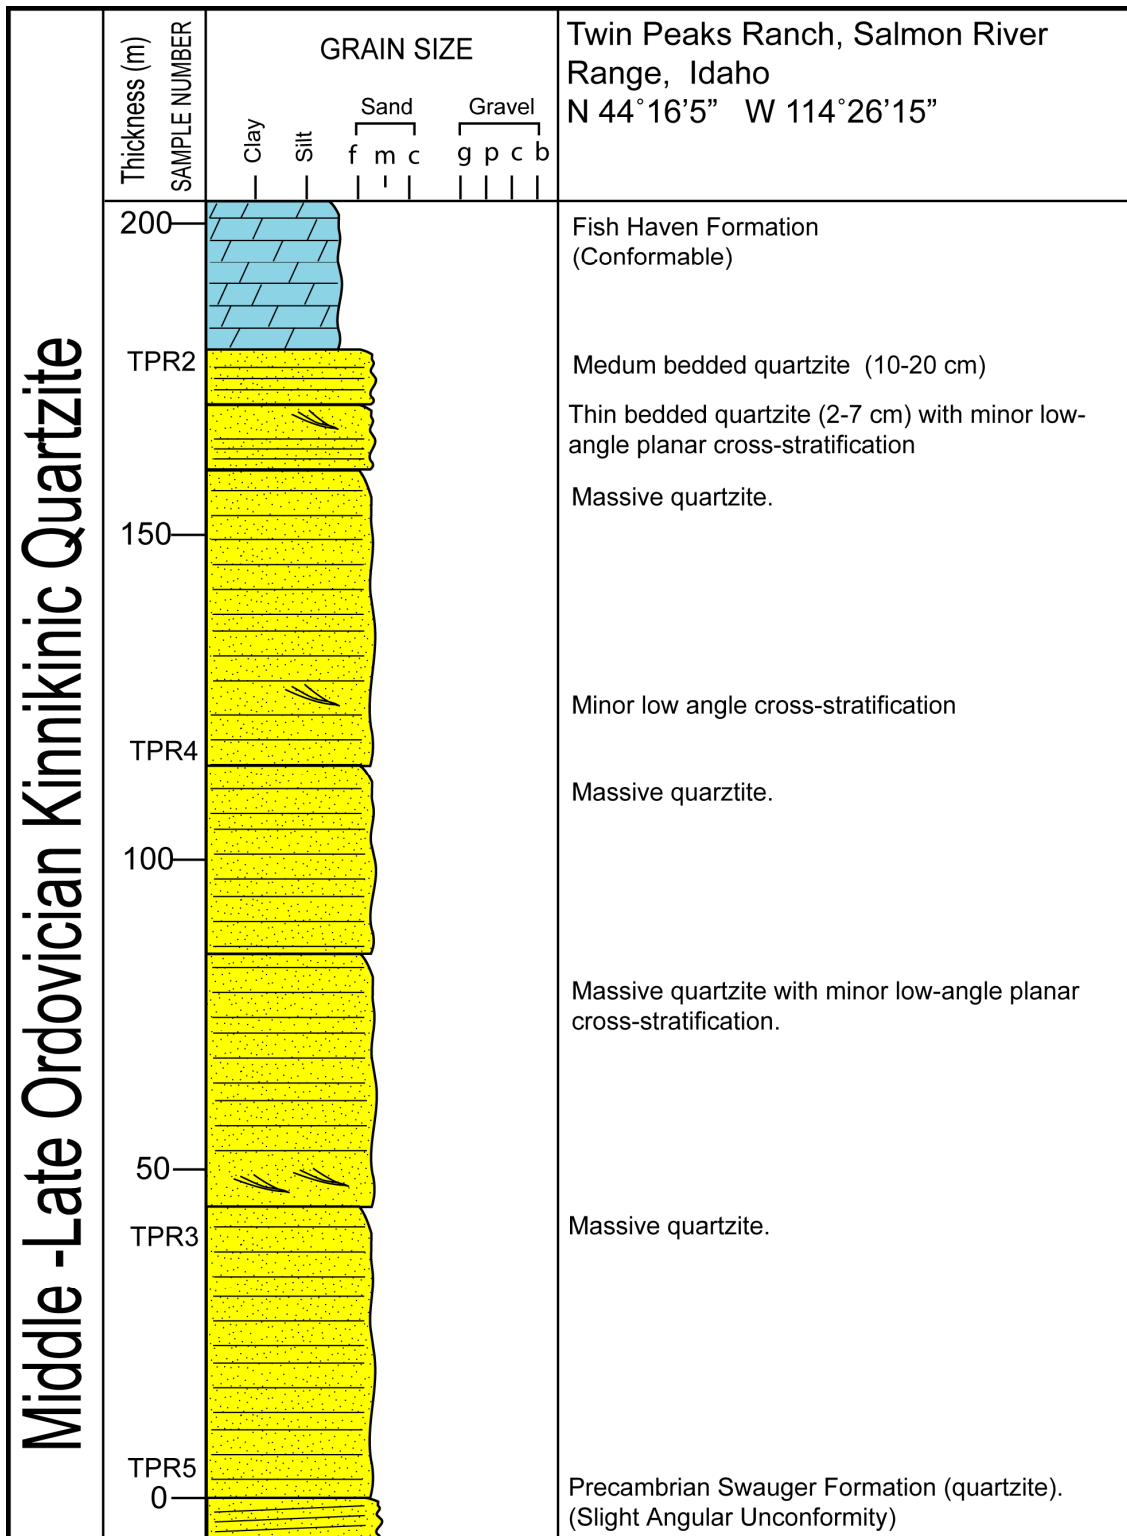 Middle -Late Ordovician Kinnikinic Quartzite
Thickness (m)
SAMPLE NUMBER
GRAIN SIZE
Clay
Silt
Sand
f m c
Gravel
g p c b
Twin Peaks Ranch, Salmon River
Range, Idaho
N 44°16’5” W 114°26’15”
200
Fish Haven Formation
(Conformable)
TPR2
Medum bedded quartzite (10-20 cm)
Thin bedded quartzite (2-7 cm) with minor low-
angle planar cross-stratification
Massive quartzite.
150
Minor low angle cross-stratification
TPR4
Massive quarztite.
100
Massive quartzite with minor low-angle planar
cross-stratification.
50
TPR3
Massive quartzite.
TPR5
0
Precambrian Swauger Formation (quartzite).
(Slight Angular Unconformity)